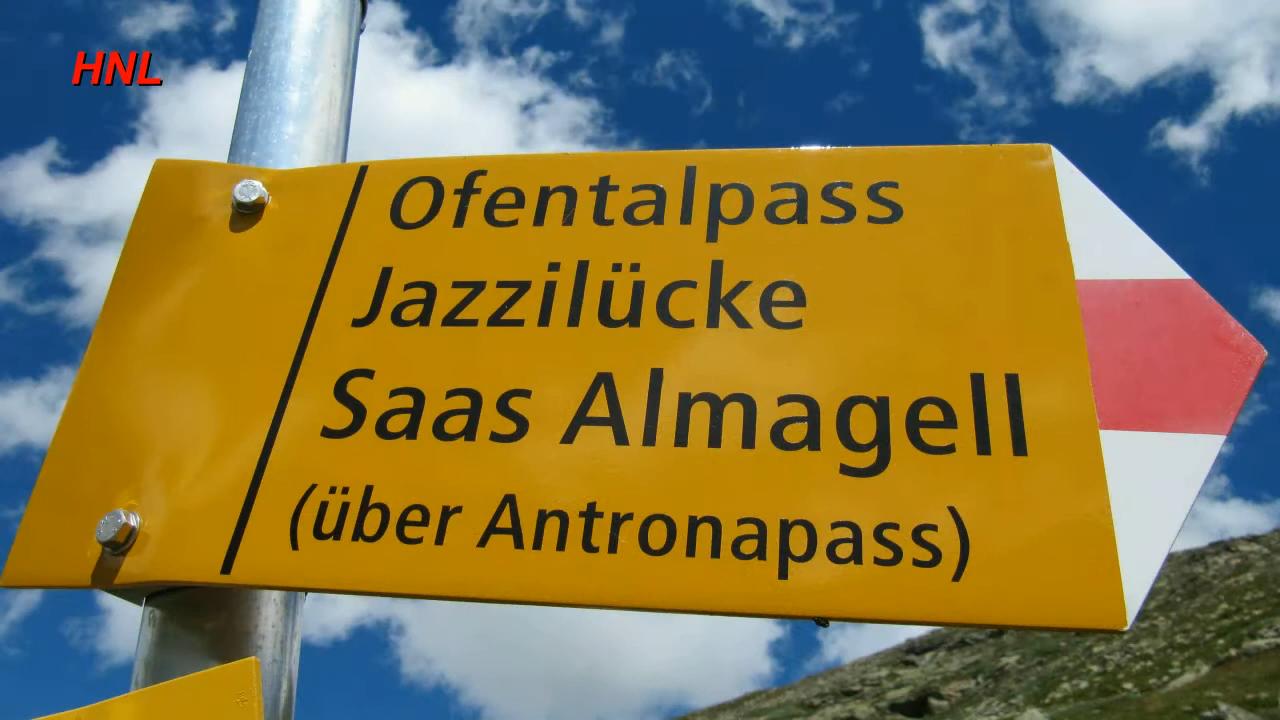 HNL
Ofentalpass
Jazzilücke
Saas Almagell
(über Antronapass)